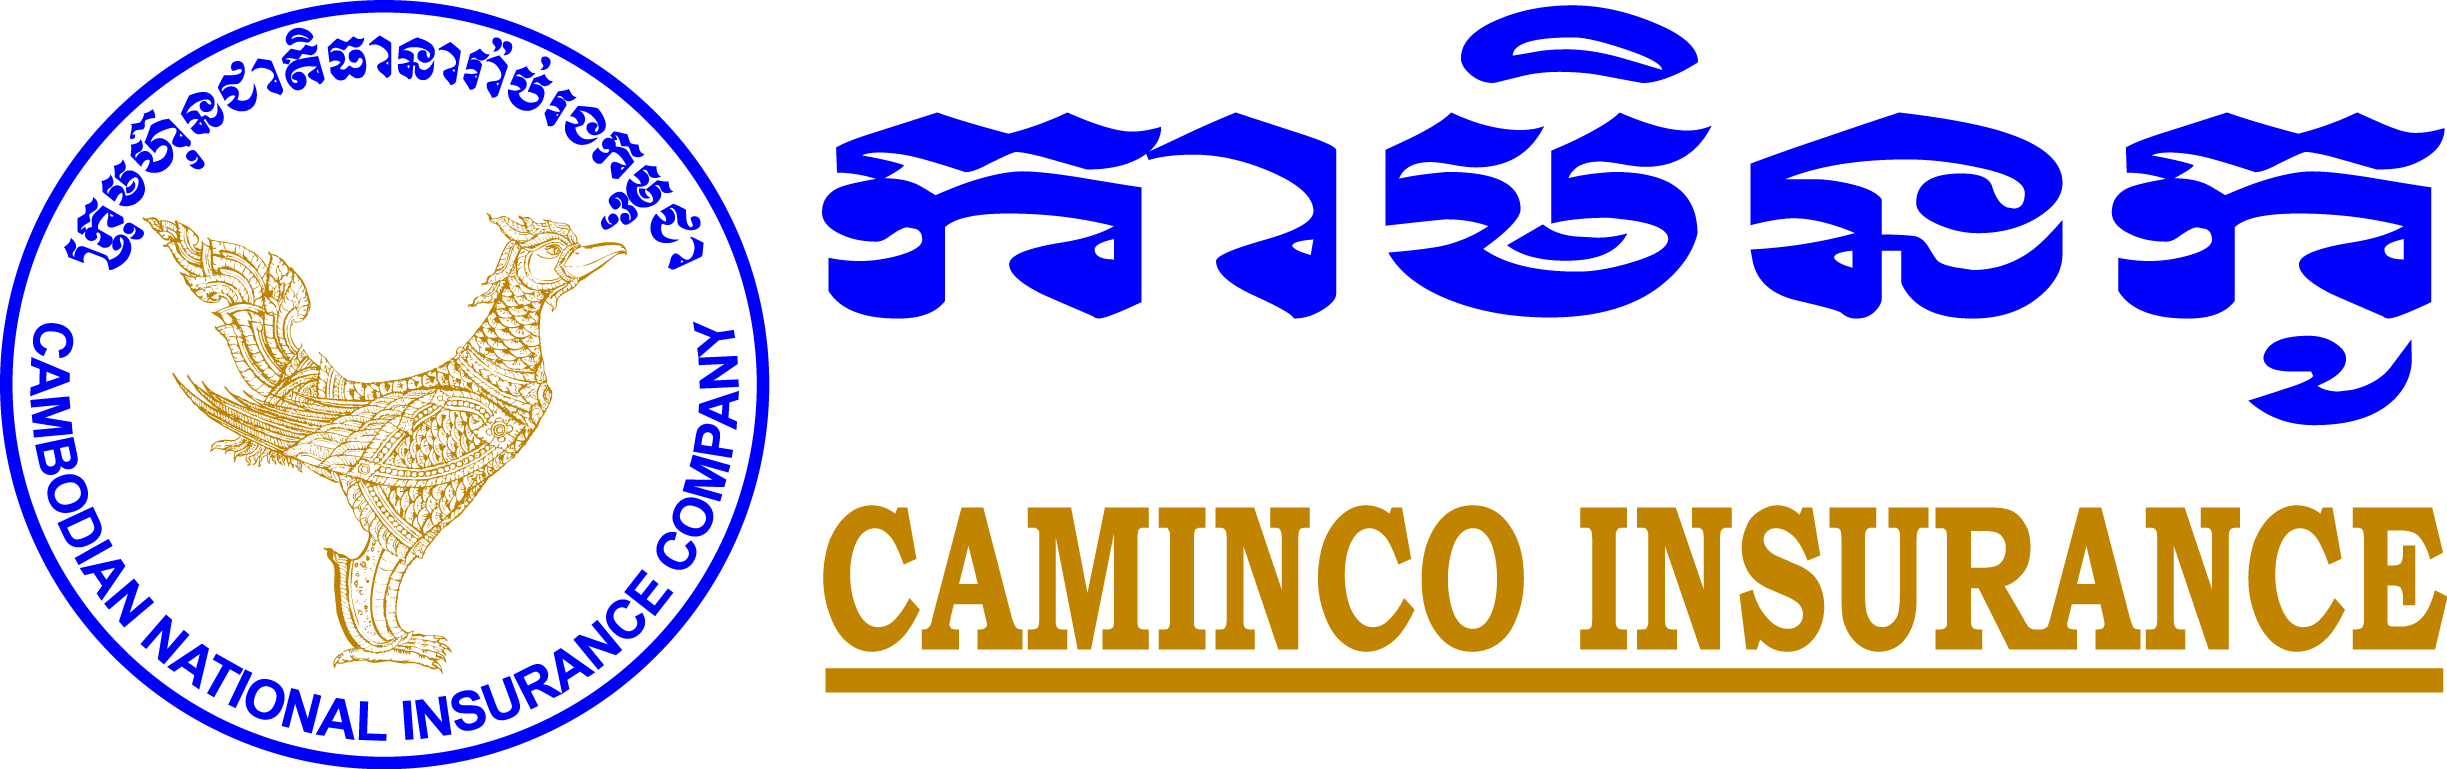 ក្រុមហ៊ុនជាតិធានារ៉ាប់រងកម្ពុជា
CAMBODIAN NATIONAL INSURANCE COMPANY
កាមិនកូ
CAMINCO INSURANCE